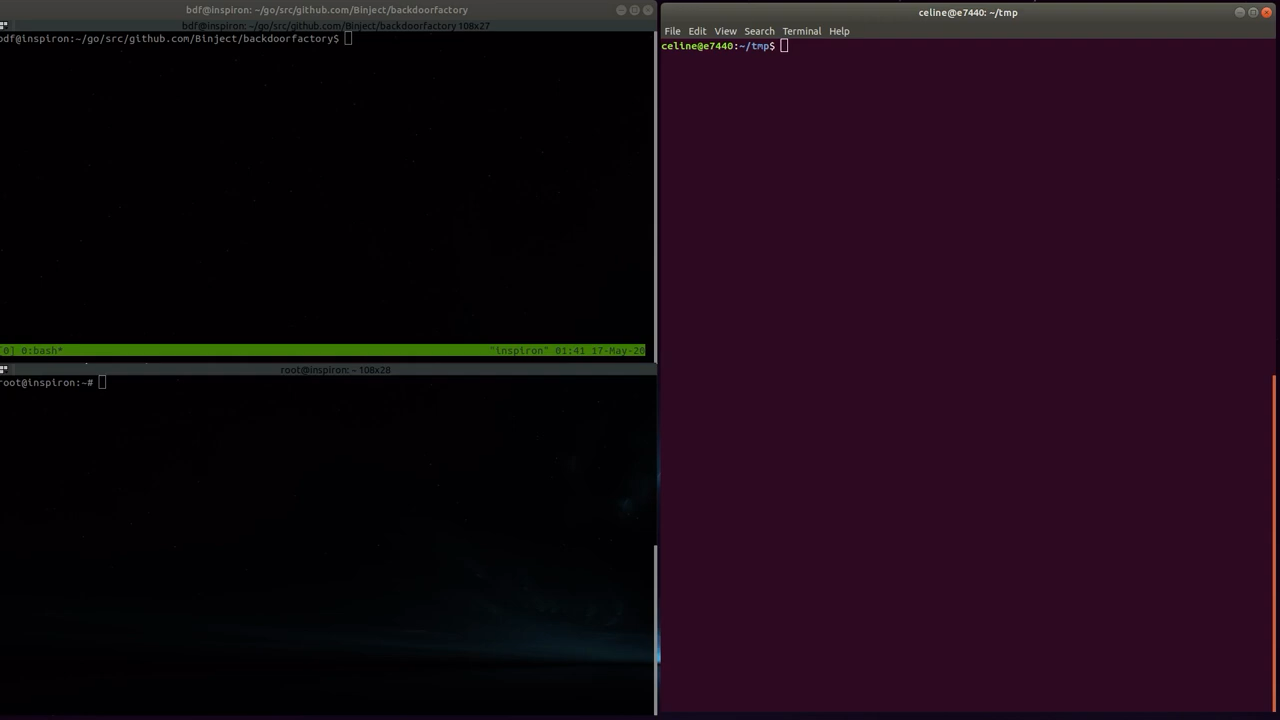 bdf@inspiron: ~/go/src/github.com/Binject/backdoorfactory
bdf@inspiron: ~/go/src/github.com/Binject/backdoorfactory 108x27
bdf@inspiron:~/go/src/github.com/Binject/backdoorfactory$
[0] 0:bash* "inspiron" 01:41 17-May-20
root@inspiron: ~ 108x28
root@inspiron:~#
celine@e7440: ~/tmp
File Edit View Search Terminal Help
celine@e7440:~/tmp$